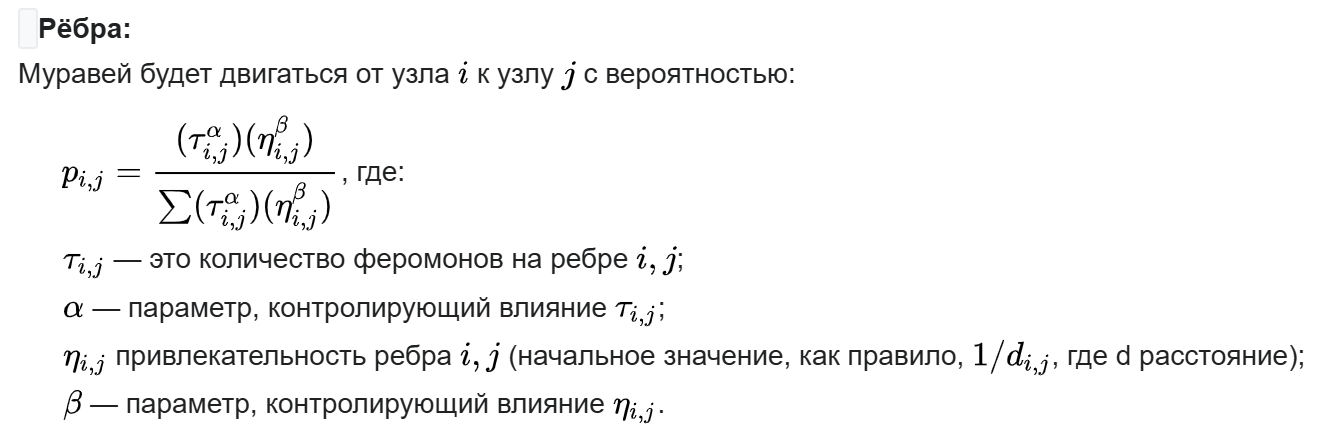 Рёбра:
Муравей будет двигаться от узла $i$ к узлу $j$ с вероятностью:
$p_{i,j} = \frac{(\tau_{i,j}^{\alpha})(\eta_{i,j}^{\beta})}{\sum(\tau_{i,j}^{\alpha})(\eta_{i,j}^{\beta})}$, где:
$\tau_{i,j}$ — это количество феромонов на ребре $i, j$;
$\alpha$ — параметр, контролирующий влияние $\tau_{i,j}$;
$\eta_{i,j}$ привлекательность ребра $i, j$ (начальное значение, как правило, $1/d_{i,j}$, где d расстояние);
$\beta$ — параметр, контролирующий влияние $\eta_{i,j}$.